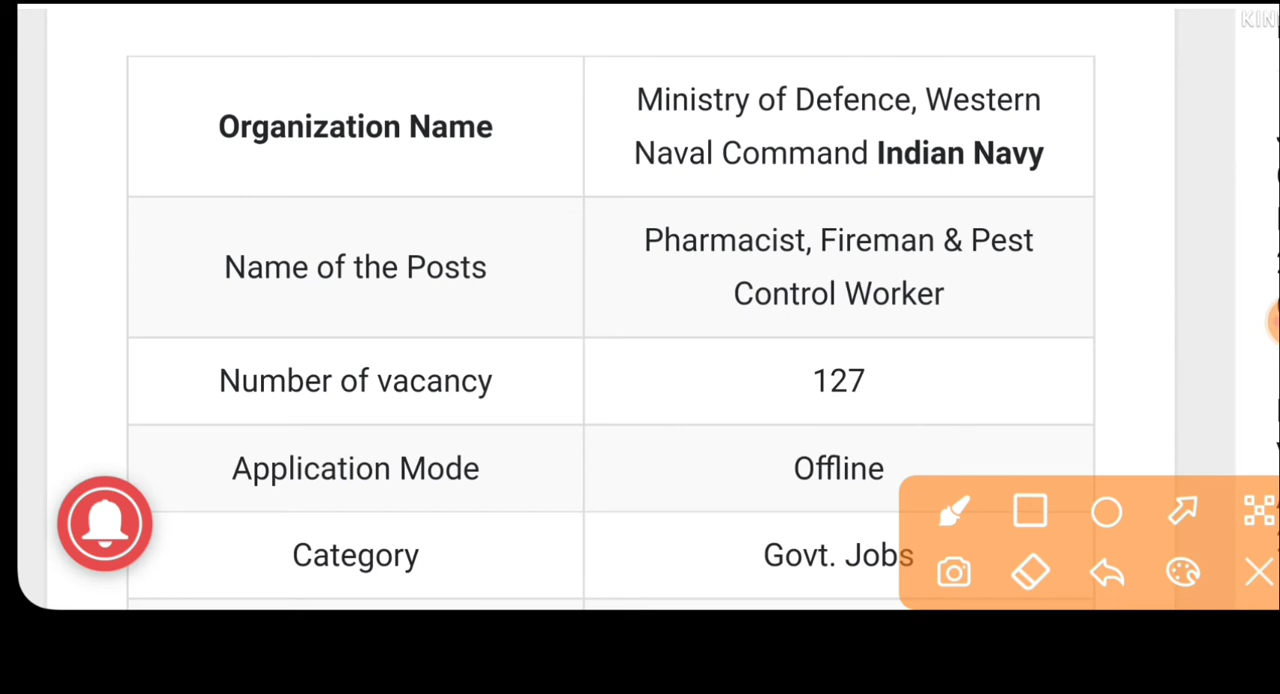 KIN
Organization Name
Ministry of Defence, Western
Naval Command Indian Navy
Name of the Posts
Pharmacist, Fireman & Pest
Control Worker
Number of vacancy
127
Application Mode
Offline
Category
Govt. Jobs